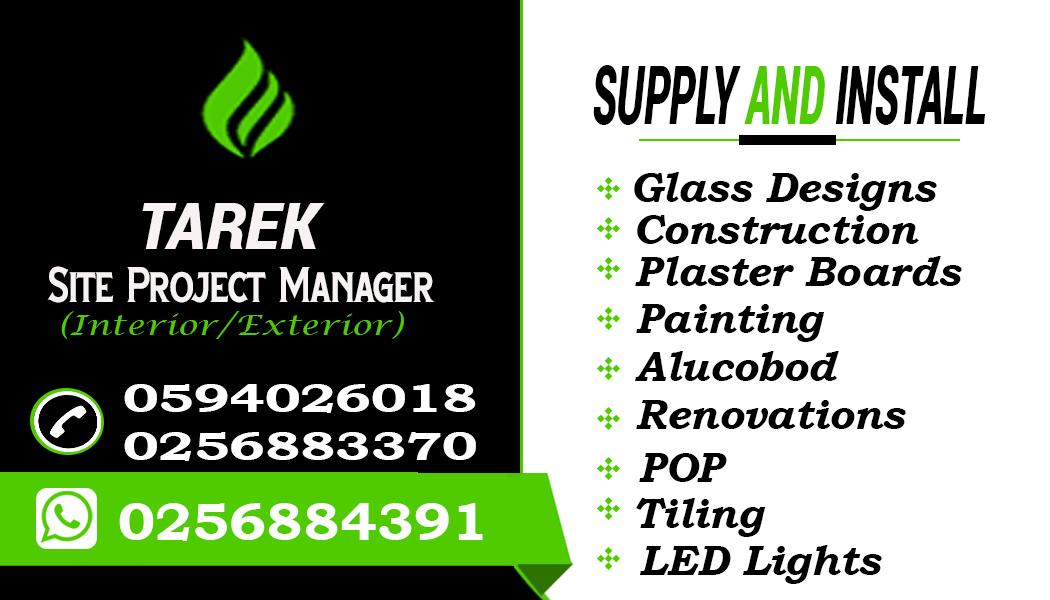 TAREK
SITE PROJECT MANAGER
(Interior/Exterior)
0594026018
0256883370
0256884391
SUPPLY AND INSTALL
Glass Designs
Construction
Plaster Boards
Painting
Alucobod
Renovations
POP
Tiling
LED Lights